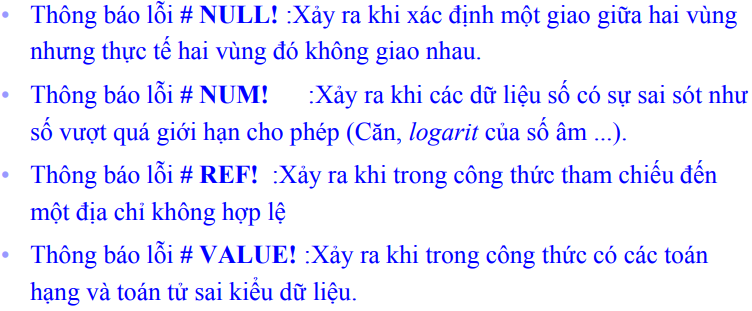 • Thông báo lỗi # NULL! :Xảy ra khi xác định một giao giữa hai vùng
nhưng thực tế hai vùng đó không giao nhau.
• Thông báo lỗi # NUM! :Xảy ra khi các dữ liệu số có sự sai sót như
số vượt quá giới hạn cho phép (Căn, logarit của số âm ...).
• Thông báo lỗi # REF! :Xảy ra khi trong công thức tham chiếu đến
một địa chỉ không hợp lệ
• Thông báo lỗi # VALUE! :Xảy ra khi trong công thức có các toán
hạng và toán tử sai kiểu dữ liệu.